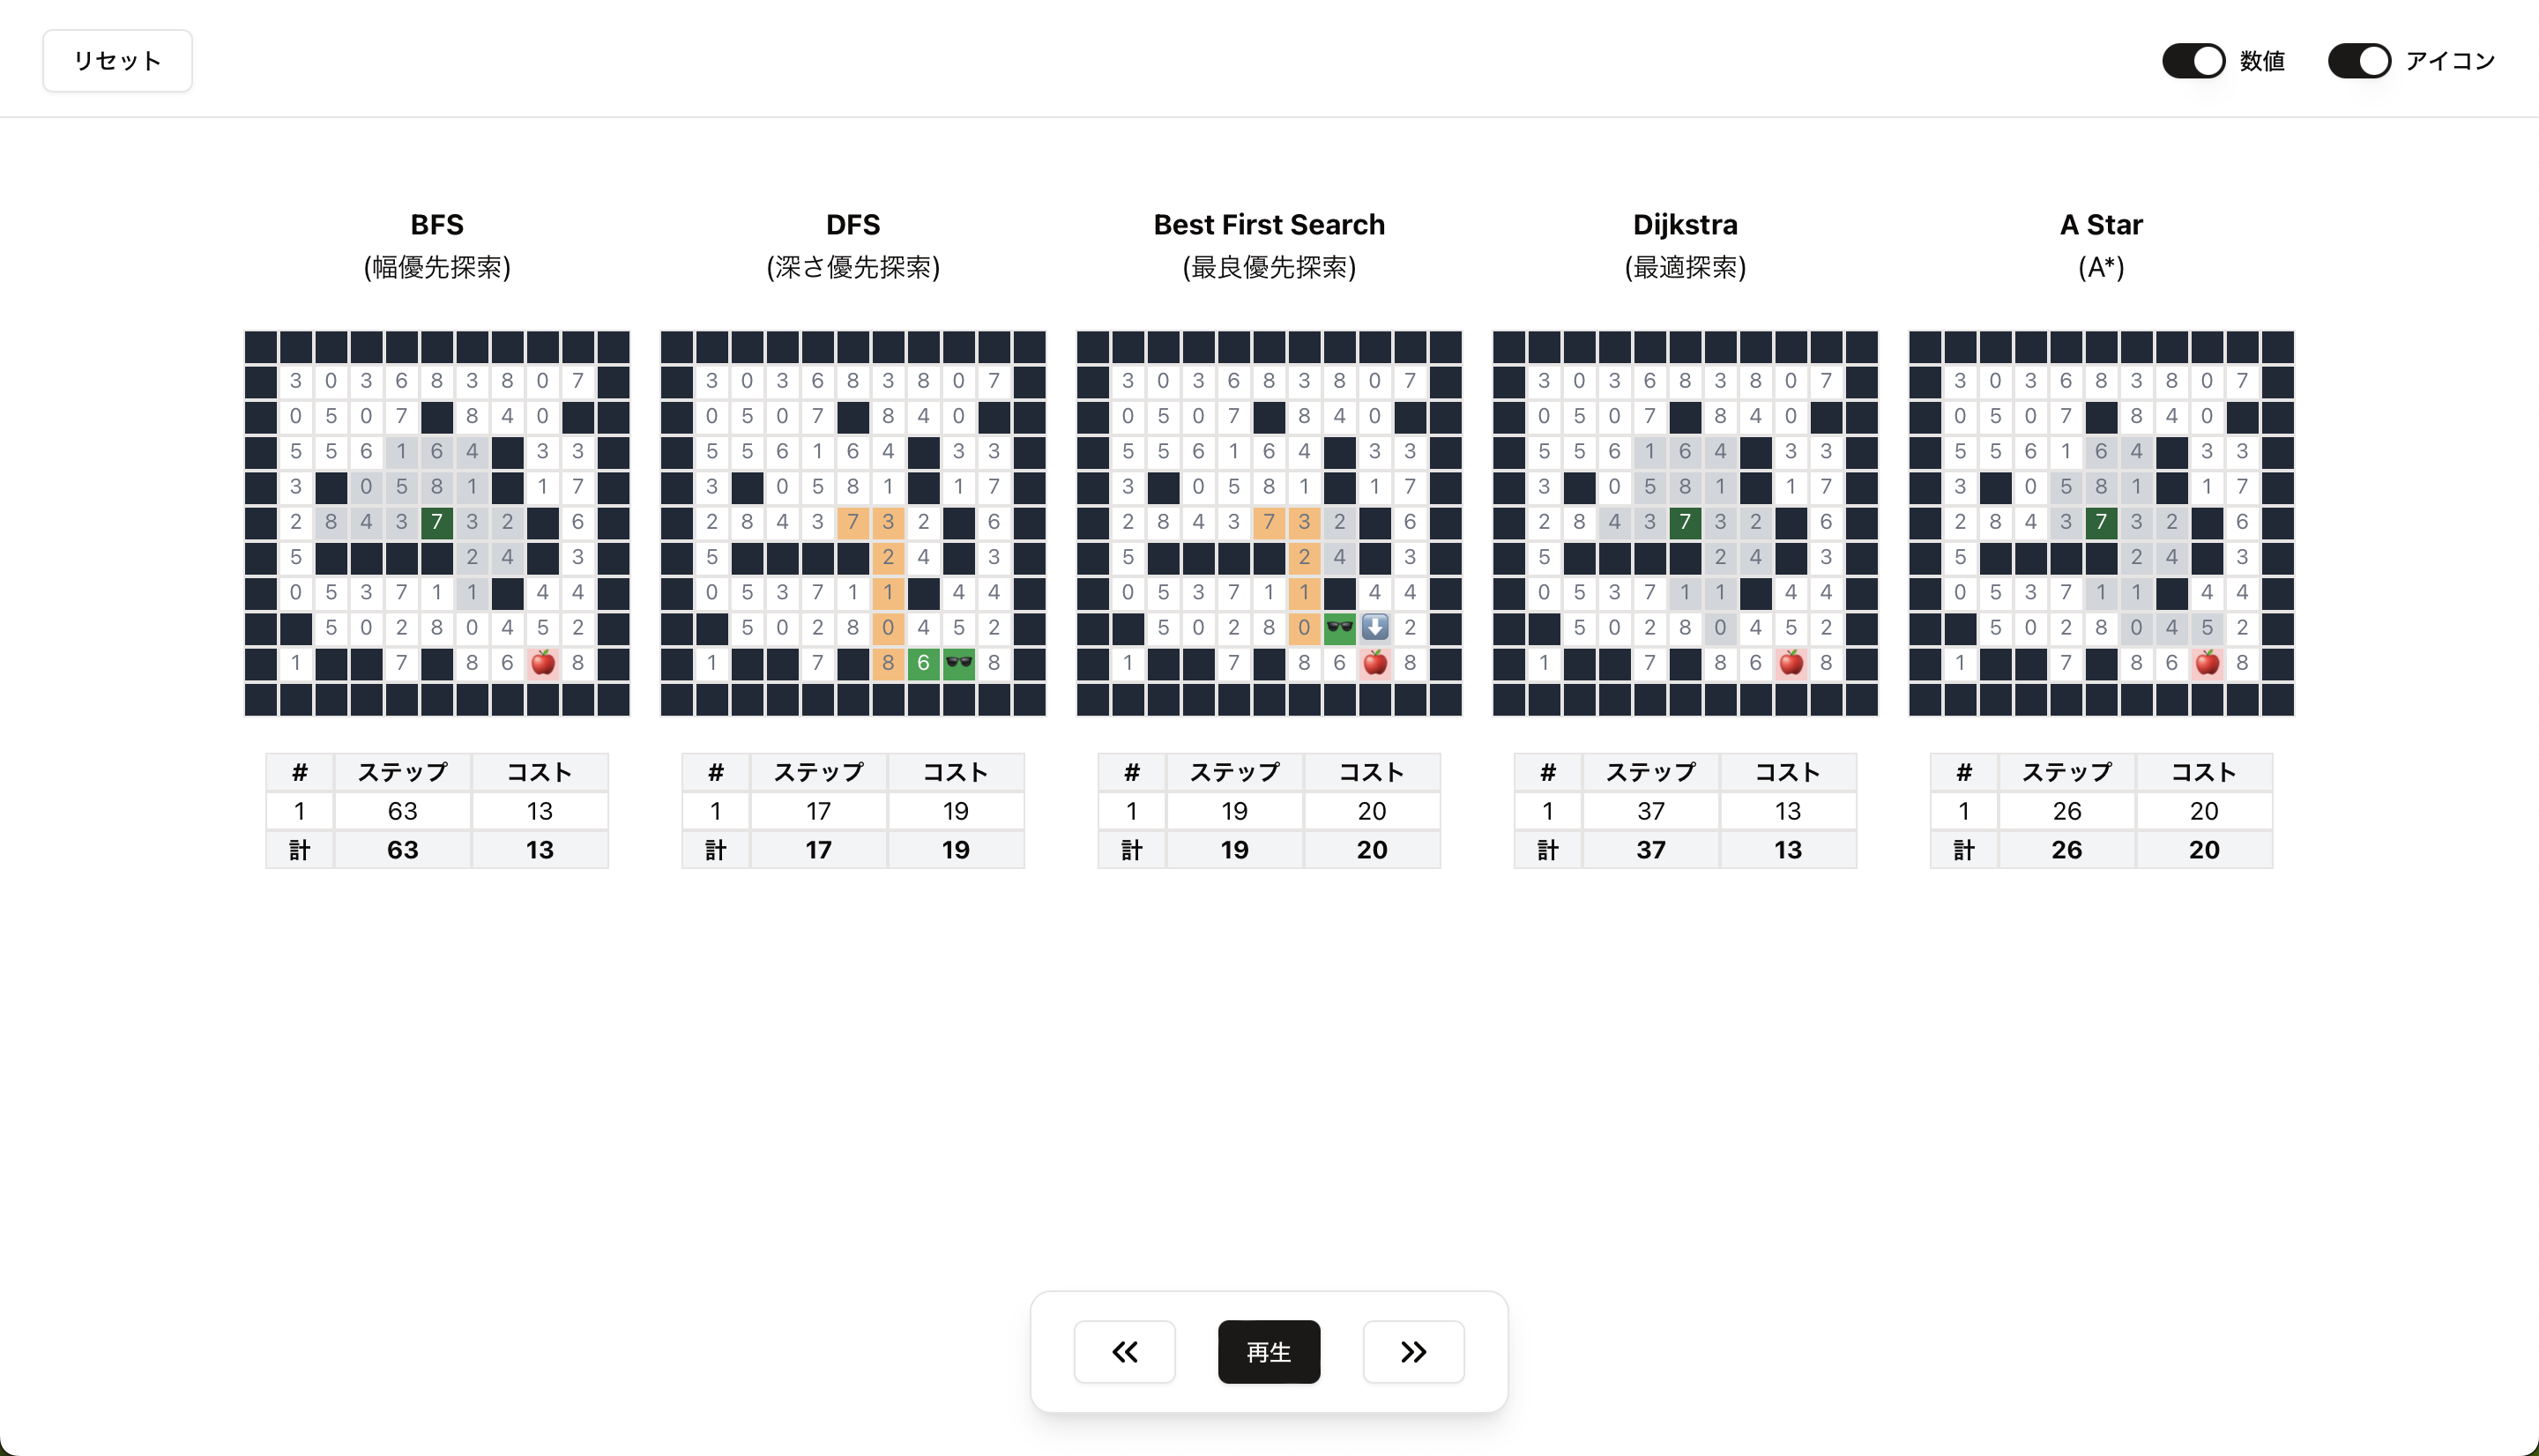 リセット
数値
アイコン
BFS
(幅優先探索)
3 0 3 6 8 3 8 0 7
0 5 0 7 8 4 0
5 5 6 1 6 4 3 3
3 0 5 8 1 1 7
2 8 4 3 7 3 2 6
5 2 4 3
0 5 3 7 1 1 4 4
5 0 2 8 0 4 5 2
1 7 8 6 8
# ステップ コスト
1 63 13
計 63 13
DFS
(深さ優先探索)
3 0 3 6 8 3 8 0 7
0 5 0 7 8 4 0
5 5 6 1 6 4 3 3
3 0 5 8 1 1 7
2 8 4 3 7 3 2 6
5 2 4 3
0 5 3 7 1 1 4 4
5 0 2 8 0 4 5 2
1 7 8 6 8
# ステップ コスト
1 17 19
計 17 19
Best First Search
(最良優先探索)
3 0 3 6 8 3 8 0 7
0 5 0 7 8 4 0
5 5 6 1 6 4 3 3
3 0 5 8 1 1 7
2 8 4 3 7 3 2 6
5 2 4 3
0 5 3 7 1 1 4 4
5 0 2 8 0 2
1 7 8 6 8
# ステップ コスト
1 19 20
計 19 20
Dijkstra
(最適探索)
3 0 3 6 8 3 8 0 7
0 5 0 7 8 4 0
5 5 6 1 6 4 3 3
3 0 5 8 1 1 7
2 8 4 3 7 3 2 6
5 2 4 3
0 5 3 7 1 1 4 4
5 0 2 8 0 4 5 2
1 7 8 6 8
# ステップ コスト
1 37 13
計 37 13
A Star
(A*)
3 0 3 6 8 3 8 0 7
0 5 0 7 8 4 0
5 5 6 1 6 4 3 3
3 0 5 8 1 1 7
2 8 4 3 7 3 2 6
5 2 4 3
0 5 3 7 1 1 4 4
5 0 2 8 0 4 5 2
1 7 8 6 8
# ステップ コスト
1 26 20
計 26 20
再生